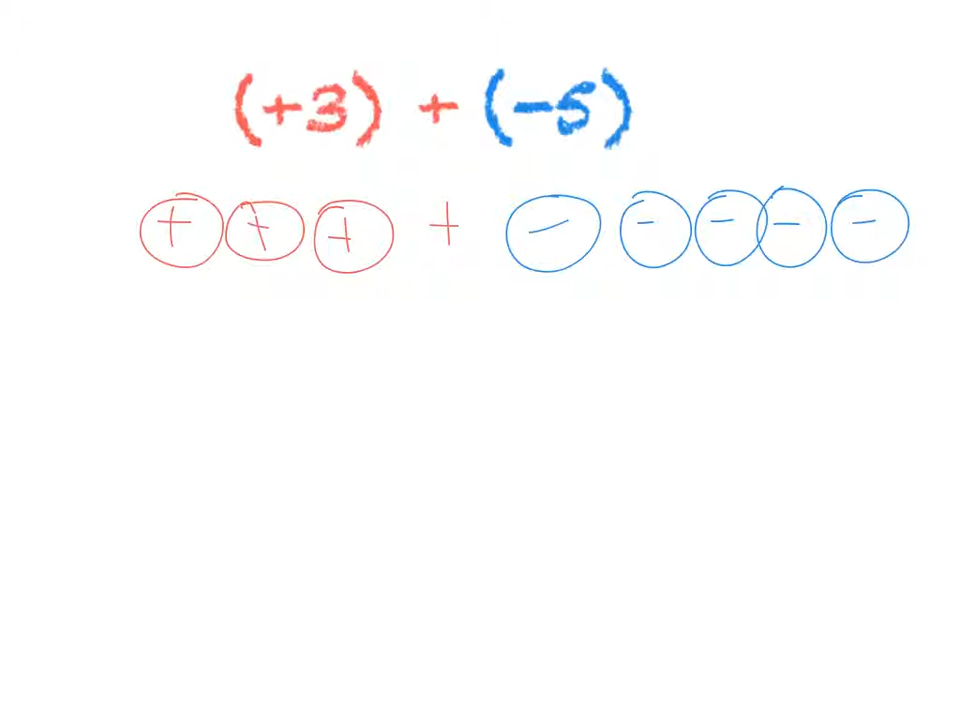 (+3) + (-5)
+ + + + - - - - -